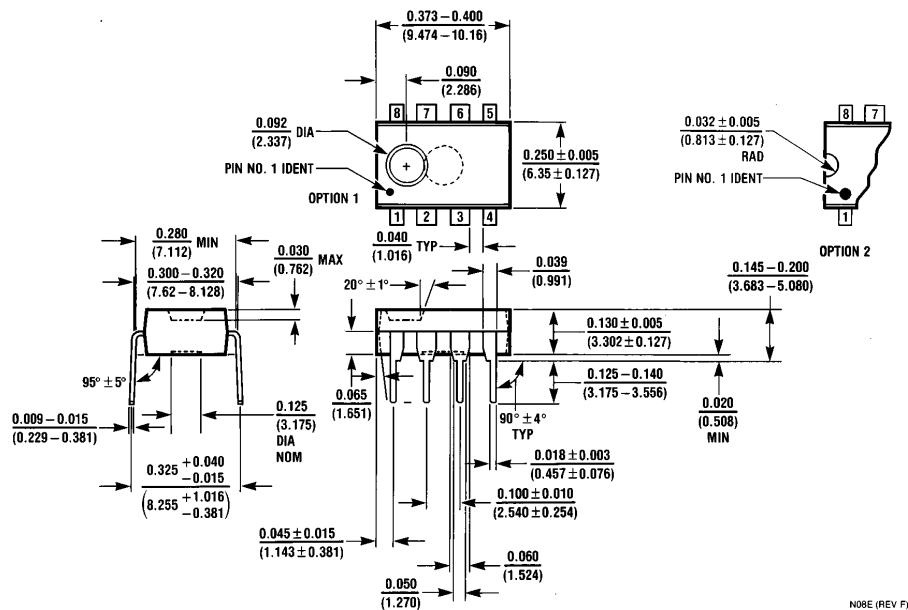 0.373 – 0.400
(9.474 – 10.16)
0.090
(2.286)
8 7 6 5
0.092
(2.337) DIA
PIN NO. 1 IDENT
OPTION 1
1 2 3 4
0.250 ± 0.005
(6.35 ± 0.127)
8 7
0.032 ± 0.005
(0.813 ± 0.127)
RAD
PIN NO. 1 IDENT
1
OPTION 2
0.280
(7.112) MIN
0.300 – 0.320
(7.62 – 8.128)
0.030
(0.762) MAX
95° ± 5°
0.009 – 0.015
(0.229 – 0.381)
0.125
(3.175)
DIA
NOM
0.325 +0.040
−0.015
(8.255 +1.016
−0.381)
0.040
(1.016) TYP
0.039
(0.991)
20° ± 1°
0.145 – 0.200
(3.683 – 5.080)
0.130 ± 0.005
(3.302 ± 0.127)
0.125 – 0.140
(3.175 – 3.556)
0.020
(0.508)
MIN
0.065
(1.651)
90° ± 4°
TYP
0.018 ± 0.003
(0.457 ± 0.076)
0.100 ± 0.010
(2.540 ± 0.254)
0.045 ± 0.015
(1.143 ± 0.381)
0.060
(1.524)
0.050
(1.270)
N08E (REV F)